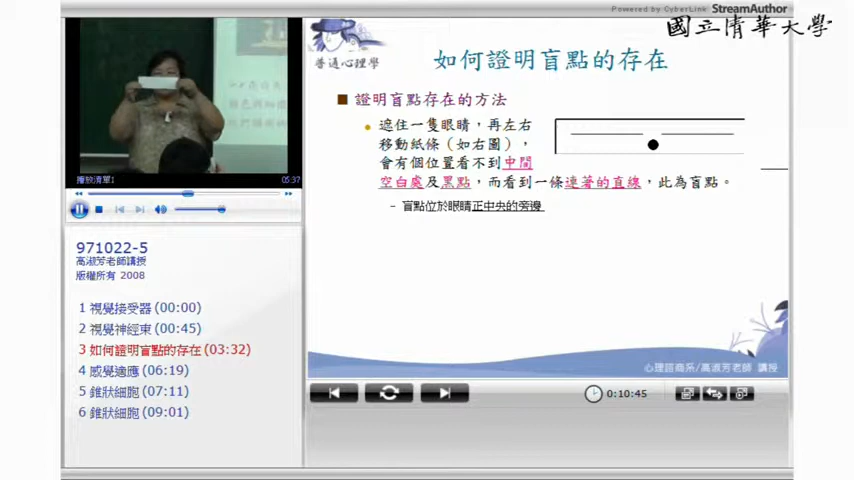 Powered by CyberLink StreamAuthor
國立清華大學
普通心理學
如何證明盲點的存在
證明盲點存在的方法
遮住一隻眼睛，再左右
移動紙條（如右圖），
會有個位置看不到中間
空白處及黑點，而看到一條連著的直線，此為盲點。
- 盲點位於眼睛正中央的旁邊
播放清單1
05:37
971022-5
高淑芳老師講授
版權所有 2008
1 視覺接受器 (00:00)
2 視覺神經束 (00:45)
3 如何證明盲點的存在 (03:32)
4 感覺適應 (06:19)
5 錐狀細胞 (07:11)
6 錐狀細胞 (09:01)
心理諮商系/高淑芳 講授
0:10:45